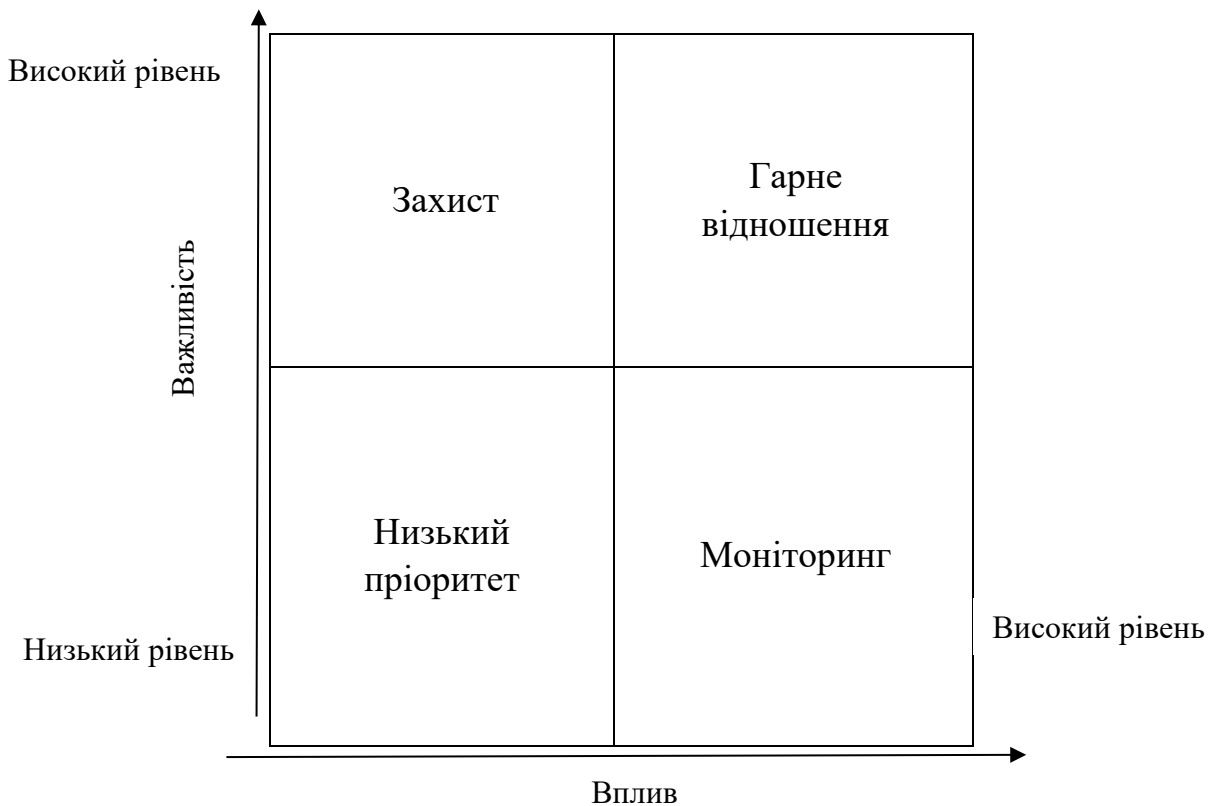 Високий рівень
Захист
Гарне
відношення
Важливість
Низький
пріоритет
Моніторинг
Низький рівень
Високий рівень
Вплив